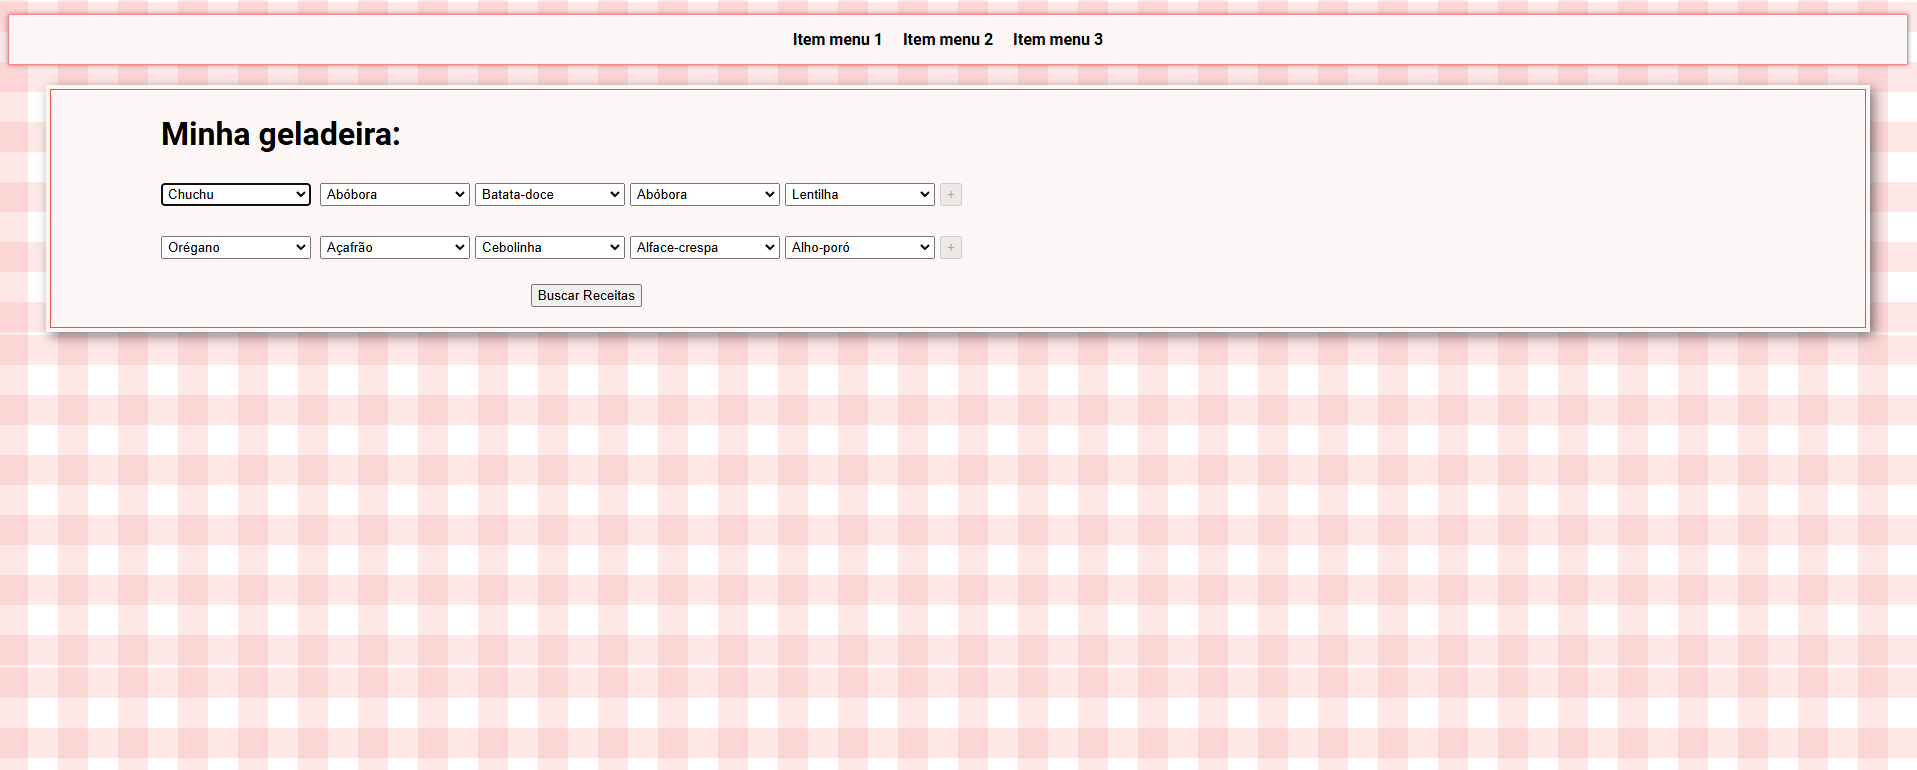 Item menu 1 Item menu 2 Item menu 3
Minha geladeira:
Chuchu Abóbora Batata-doce Abóbora Lentilha +
Orégano Açafrão Cebolinha Alface-crespa Alho-poró +
Buscar Receitas